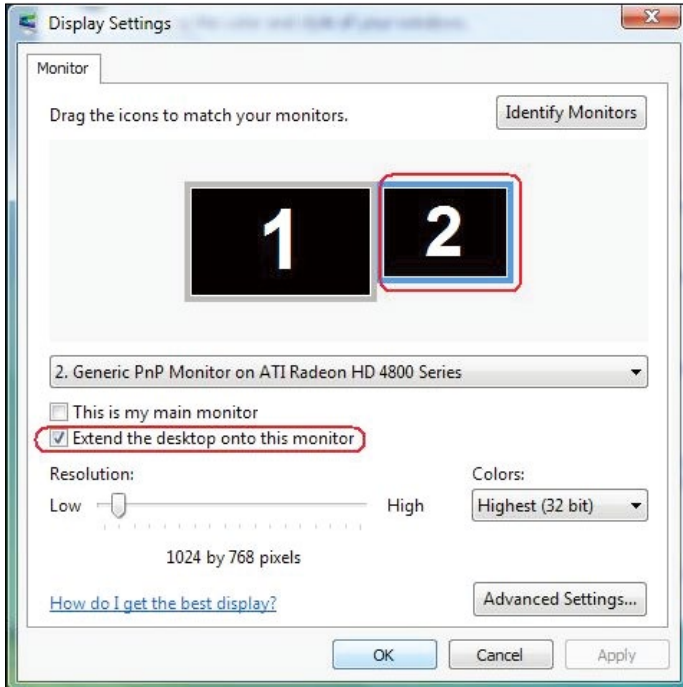 Display Settings
Monitor
Drag the icons to match your monitors.
Identify Monitors
1
2
2. Generic PnP Monitor on ATI Radeon HD 4800 Series
This is my main monitor
Extend the desktop onto this monitor
Resolution:
Colors:
Low
High
Highest (32 bit)
1024 by 768 pixels
How do I get the best display?
Advanced Settings...
OK
Cancel
Apply